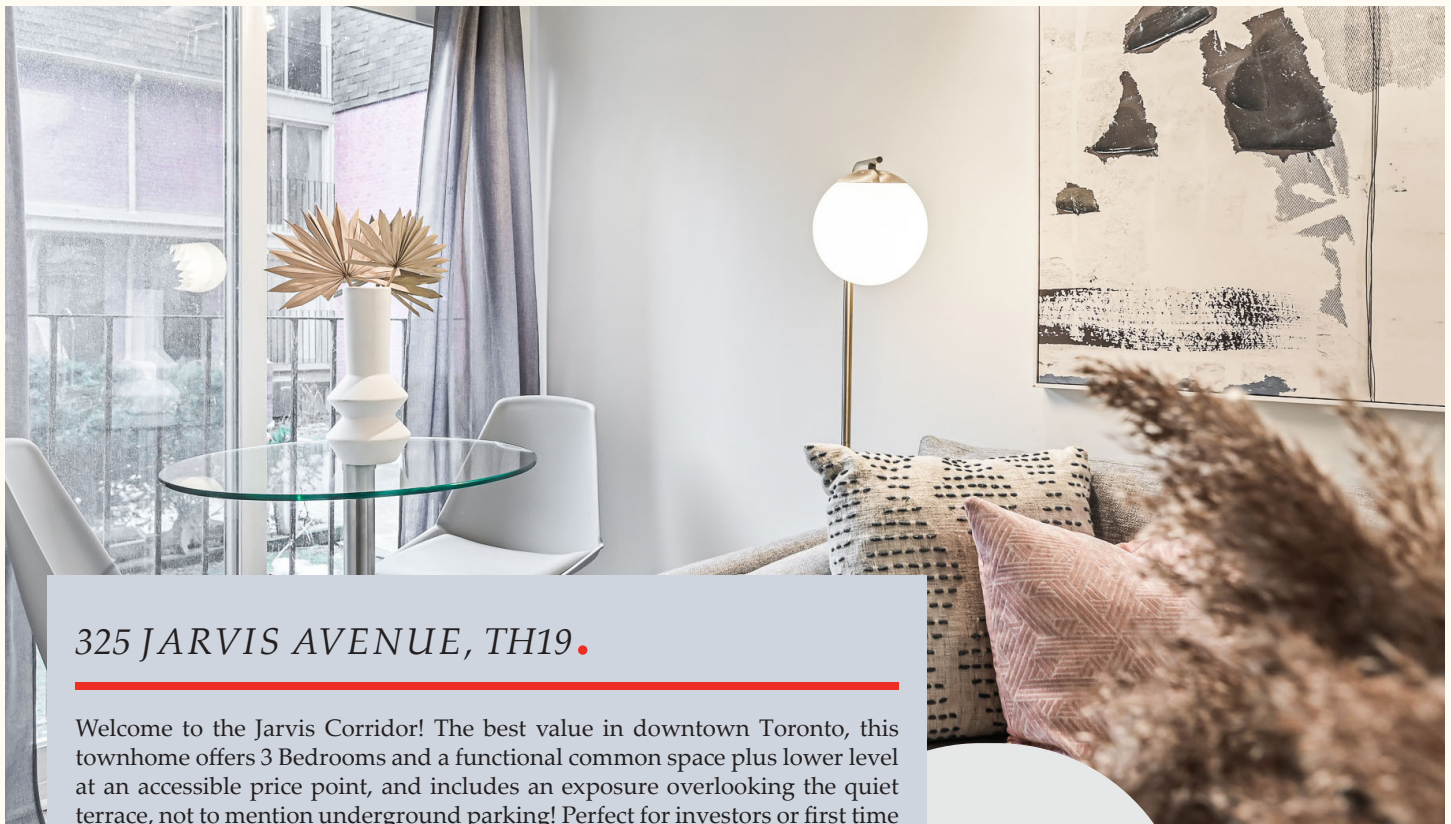 325 JARVIS AVENUE, TH19.
Welcome to the Jarvis Corridor! The best value in downtown Toronto, this
townhome offers 3 Bedrooms and a functional common space plus lower level
at an accessible price point, and includes an exposure overlooking the quiet
terrace, not to mention underground parking! Perfect for investors or first time